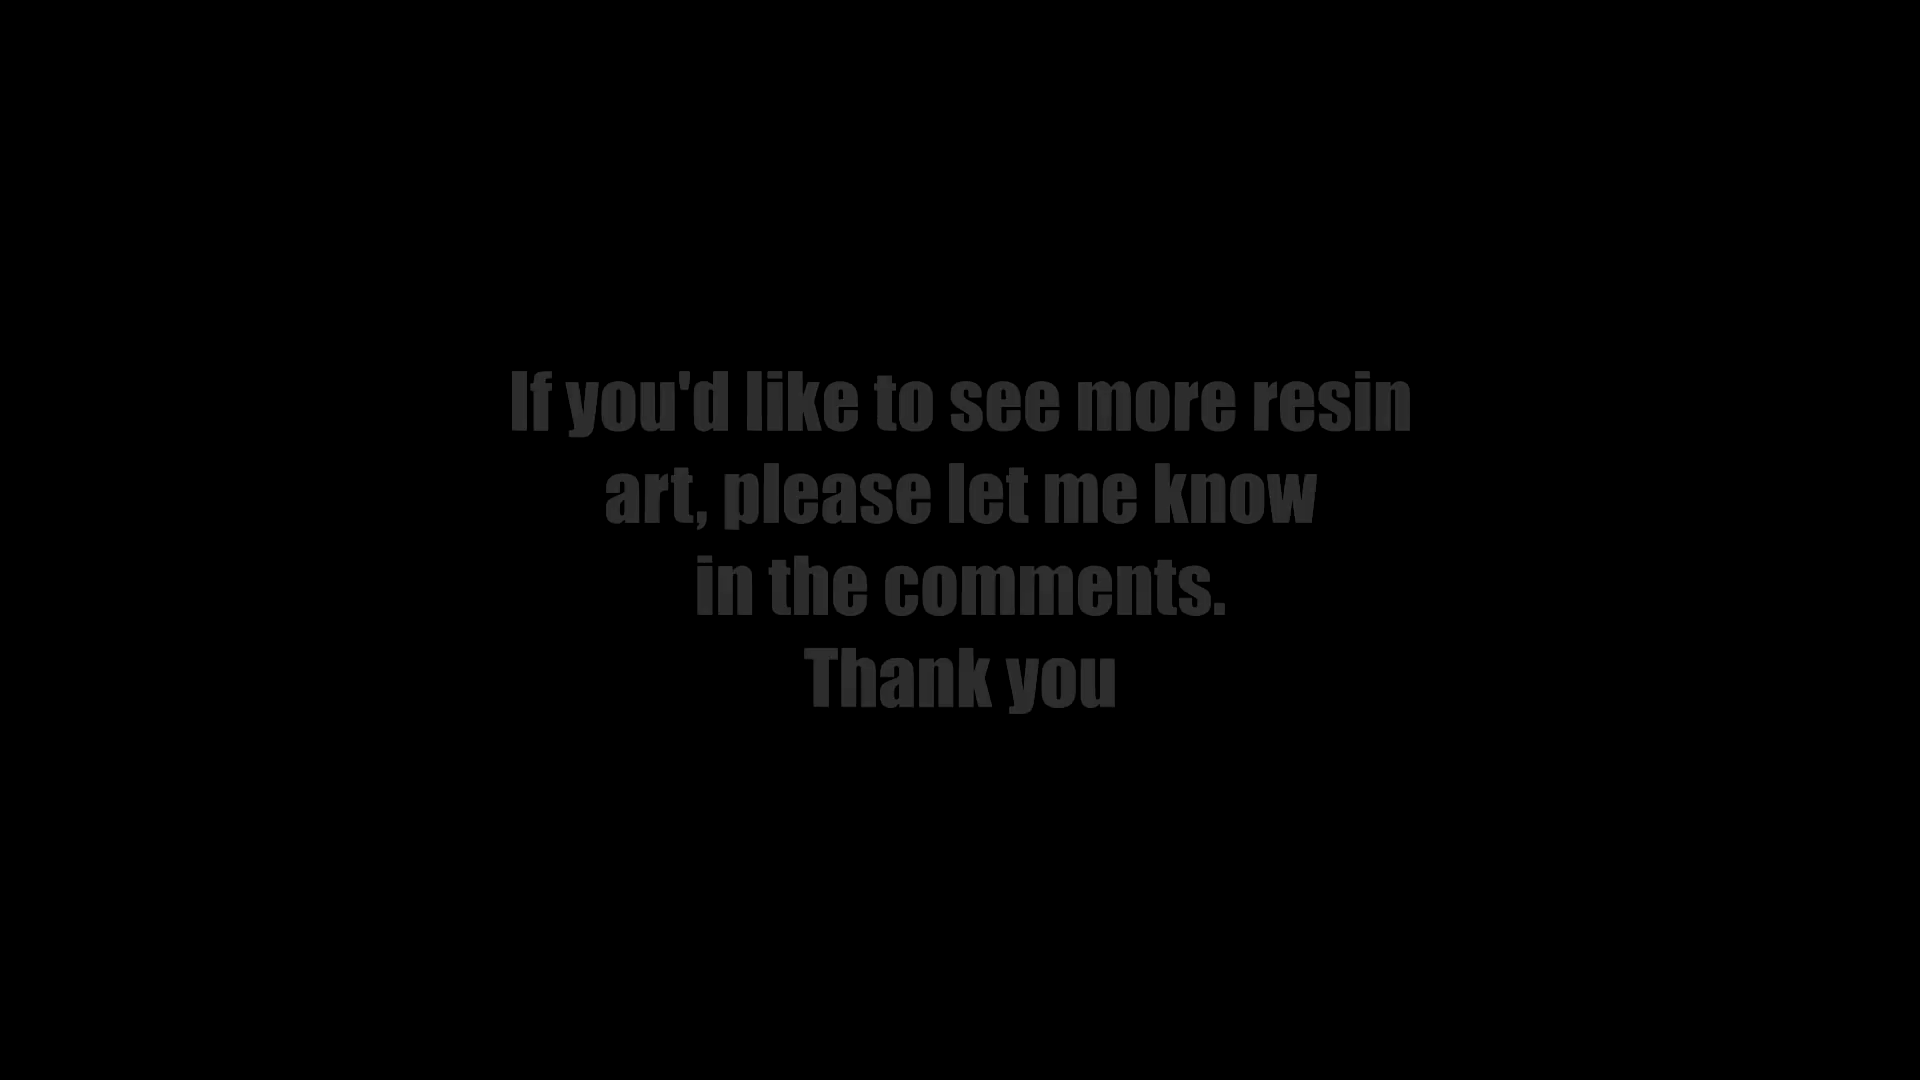 If you'd like to see more resin
art, please let me know
in the comments.
Thank you